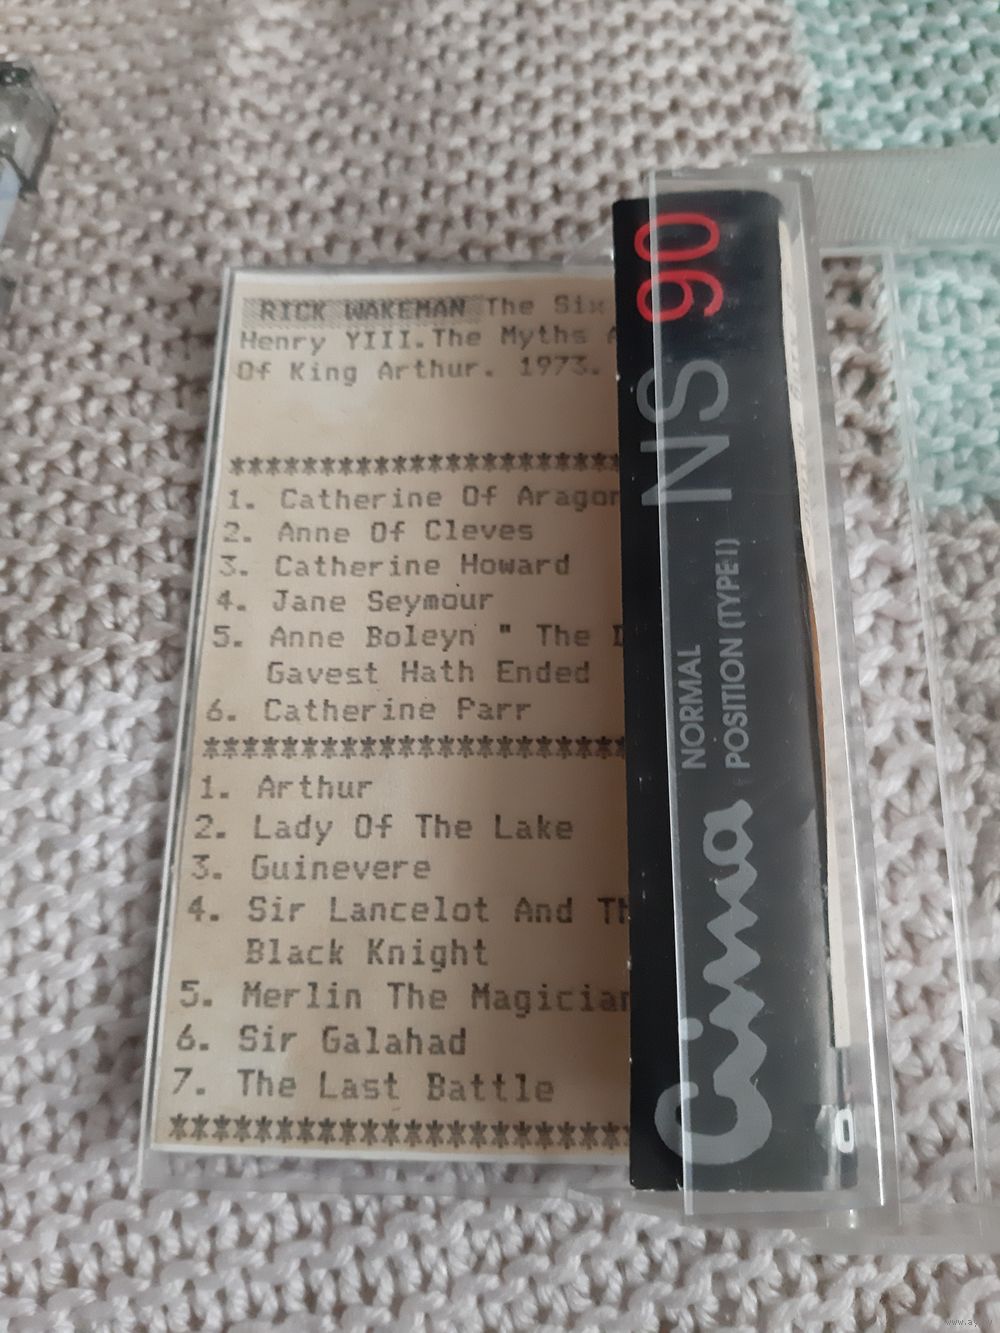 RICK WAKEMAN The Six
Henry YIII.The Myths A
Of King Arthur. 1973.
************************
1. Catherine Of Aragon
2. Anne Of Cleves
3. Catherine Howard
4. Jane Seymour
5. Anne Boleyn " The D
Gavest Hath Ended
6. Catherine Parr
************************
1. Arthur
2. Lady Of The Lake
3. Guinevere
4. Sir Lancelot And Th
Black Knight
5. Merlin The Magician
6. Sir Galahad
7. The Last Battle
************************
Cima NORMAL
POSITION (TYPE I)
NS 90